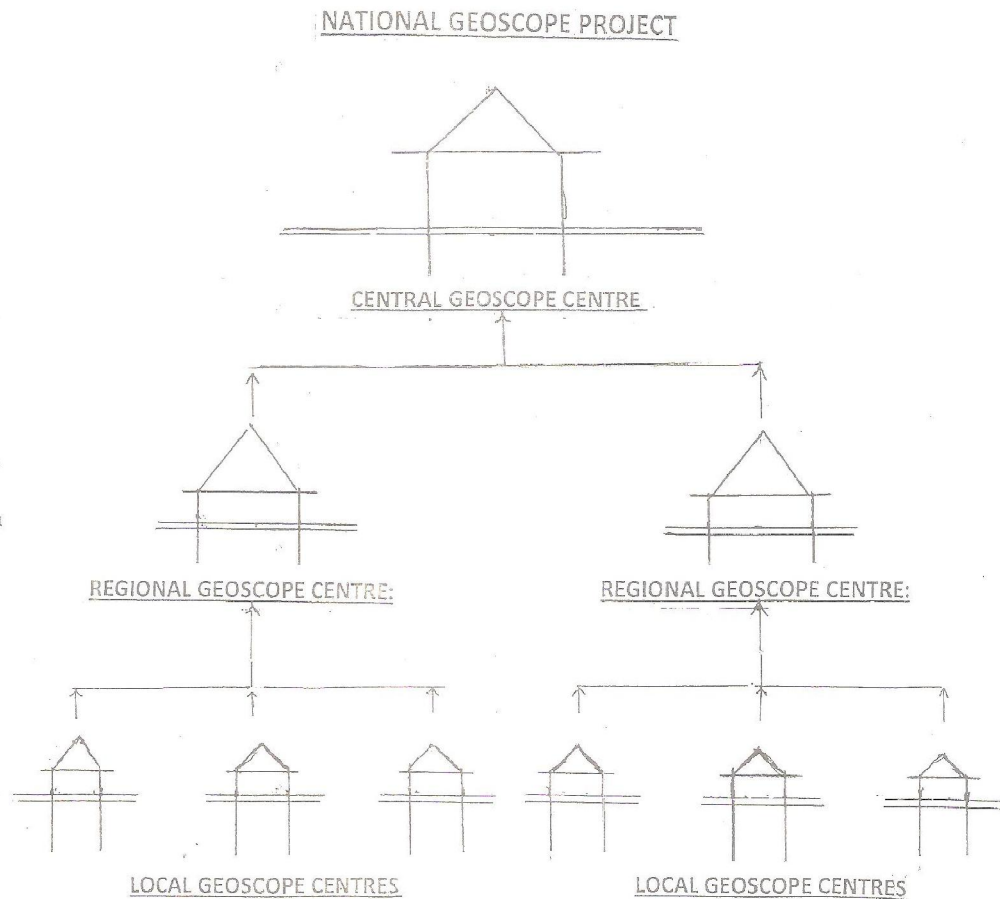 NATIONAL GEOSCOPE PROJECT
CENTRAL GEOSCOPE CENTRE
REGIONAL GEOSCOPE CENTRE:
REGIONAL GEOSCOPE CENTRE:
LOCAL GEOSCOPE CENTRES
LOCAL GEOSCOPE CENTRES